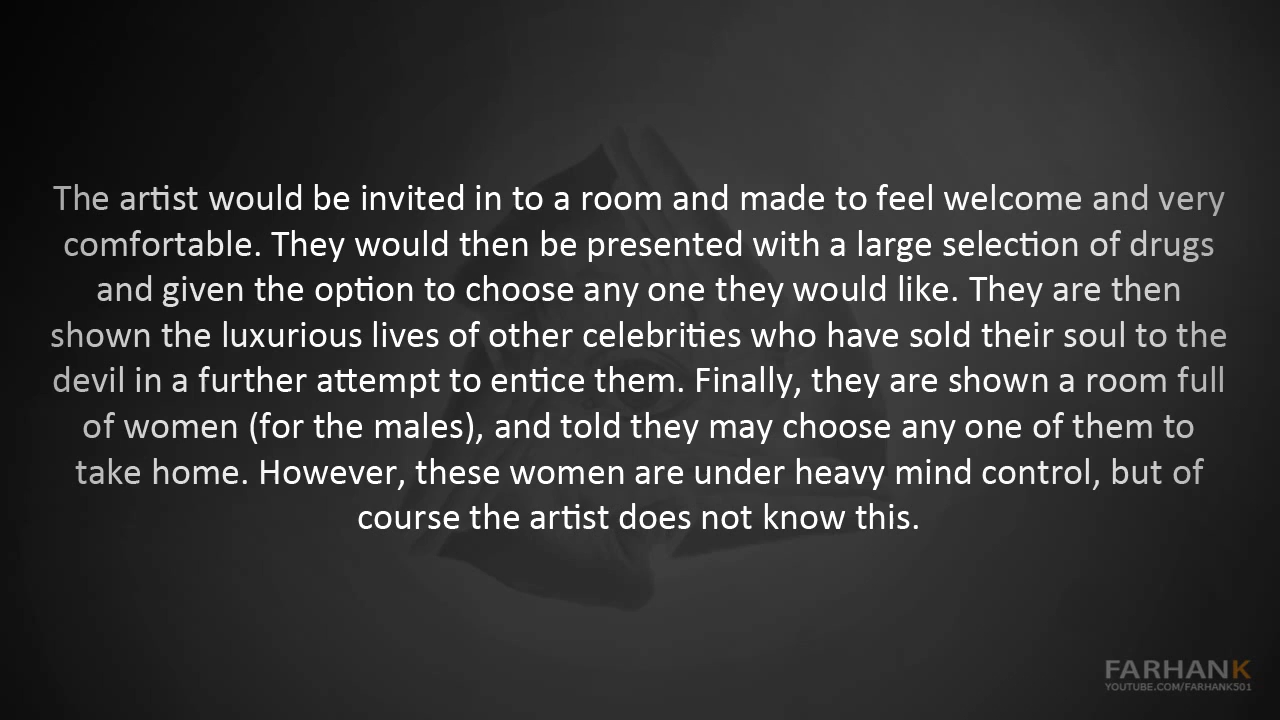 The artist would be invited in to a room and made to feel welcome and very
comfortable. They would then be presented with a large selection of drugs
and given the option to choose any one they would like. They are then
shown the luxurious lives of other celebrities who have sold their soul to the
devil in a further attempt to entice them. Finally, they are shown a room full
of women (for the males), and told they may choose any one of them to
take home. However, these women are under heavy mind control, but of
course the artist does not know this.
FARHANK
YOUTUBE.COM/FARHANK501